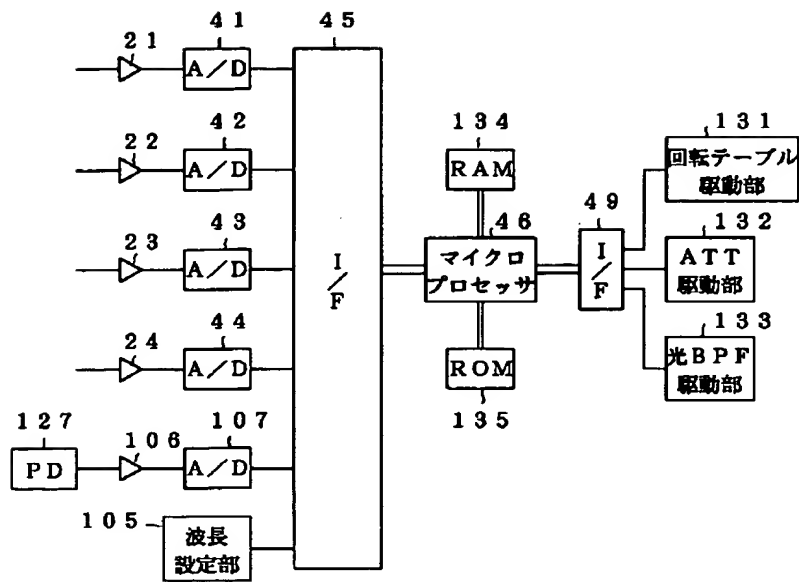 41
45
21
A／D
42
22
A／D
134
131
RAM
回転テーブル
駆動部
43
46
49
23
A／D
I
／
F
マイクロ
プロセッサ
I
／
F
132
ATT
駆動部
44
24
A／D
ROM
135
133
光BPF
駆動部
127
106
107
PD
A／D
105
波長
設定部